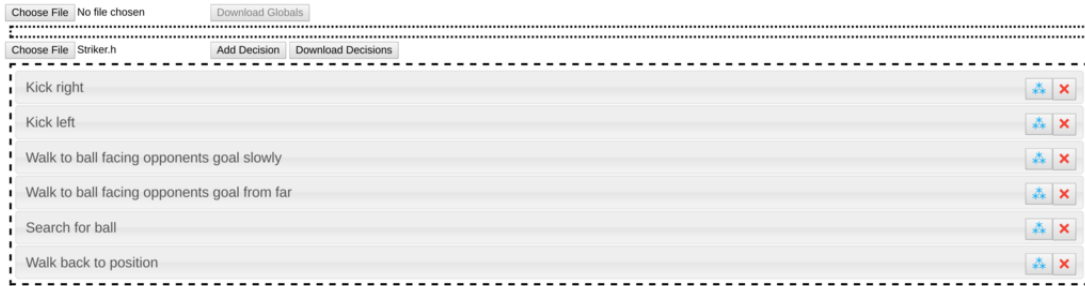 Choose File No file chosen Download Globals
Choose File Striker.h Add Decision Download Decisions
Kick right
Kick left
Walk to ball facing opponents goal slowly
Walk to ball facing opponents goal from far
Search for ball
Walk back to position